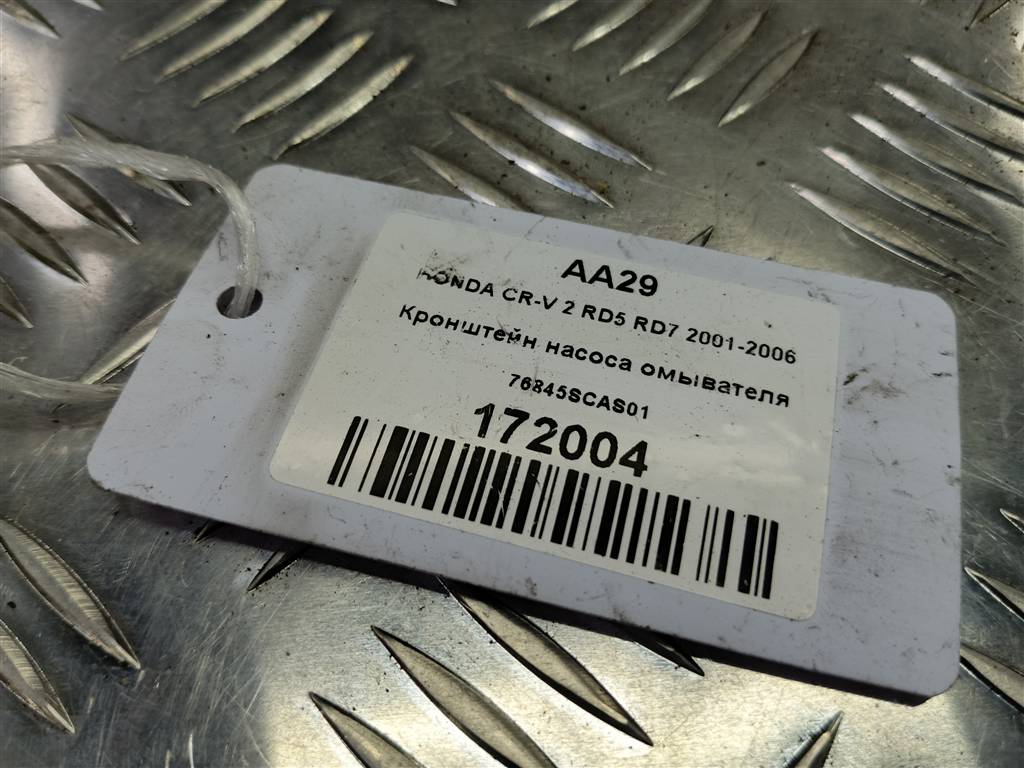 AA29
HONDA CR-V 2 RD5 RD7 2001-2006
Кронштейн насоса омывателя
76845SCAS01
172004